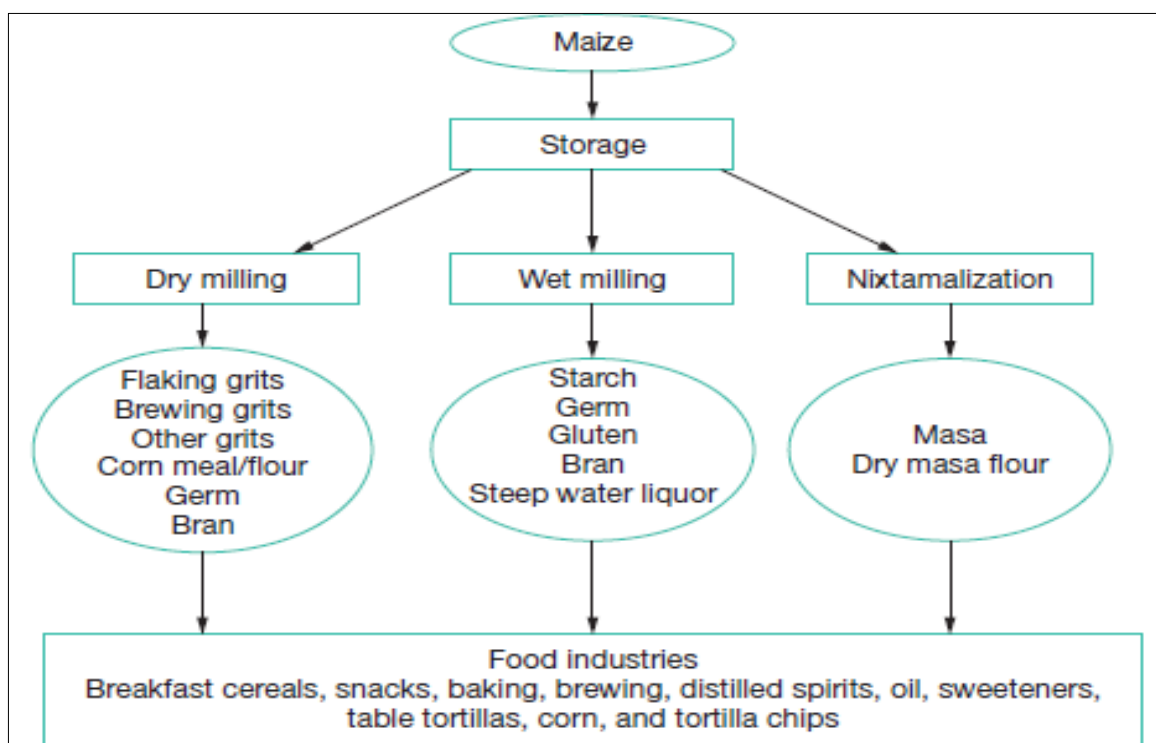 Maize
Storage
Dry milling
Wet milling
Nixtamalization
Flaking grits
Brewing grits
Other grits
Corn meal/flour
Germ
Bran
Starch
Germ
Gluten
Bran
Steep water liquor
Masa
Dry masa flour
Food industries
Breakfast cereals, snacks, baking, brewing, distilled spirits, oil, sweeteners,
table tortillas, corn, and tortilla chips